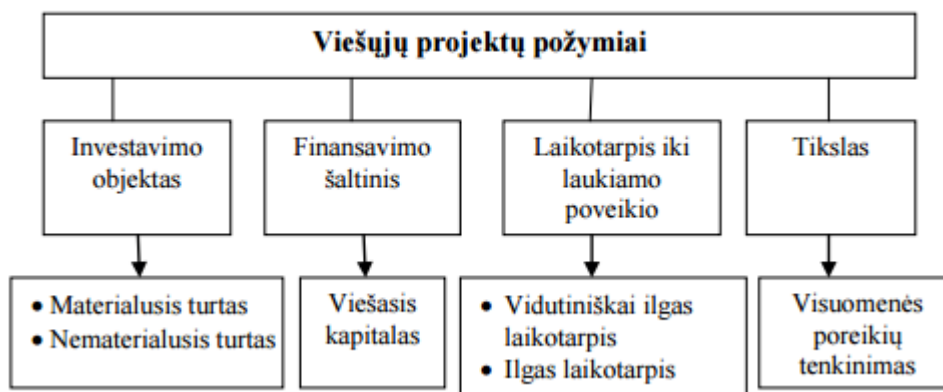 Viešųjų projektų požymiai
Investavimo
objektas
Finansavimo
šaltinis
Laikotarpis iki
laukiamo
poveikio
Tikslas
• Materialusis turtas
• Nematerialusis turtas
Viešasis
kapitalas
• Vidutiniškai ilgas
laikotarpis
• Ilgas laikotarpis
Visuomenės
poreikių
tenkinimas